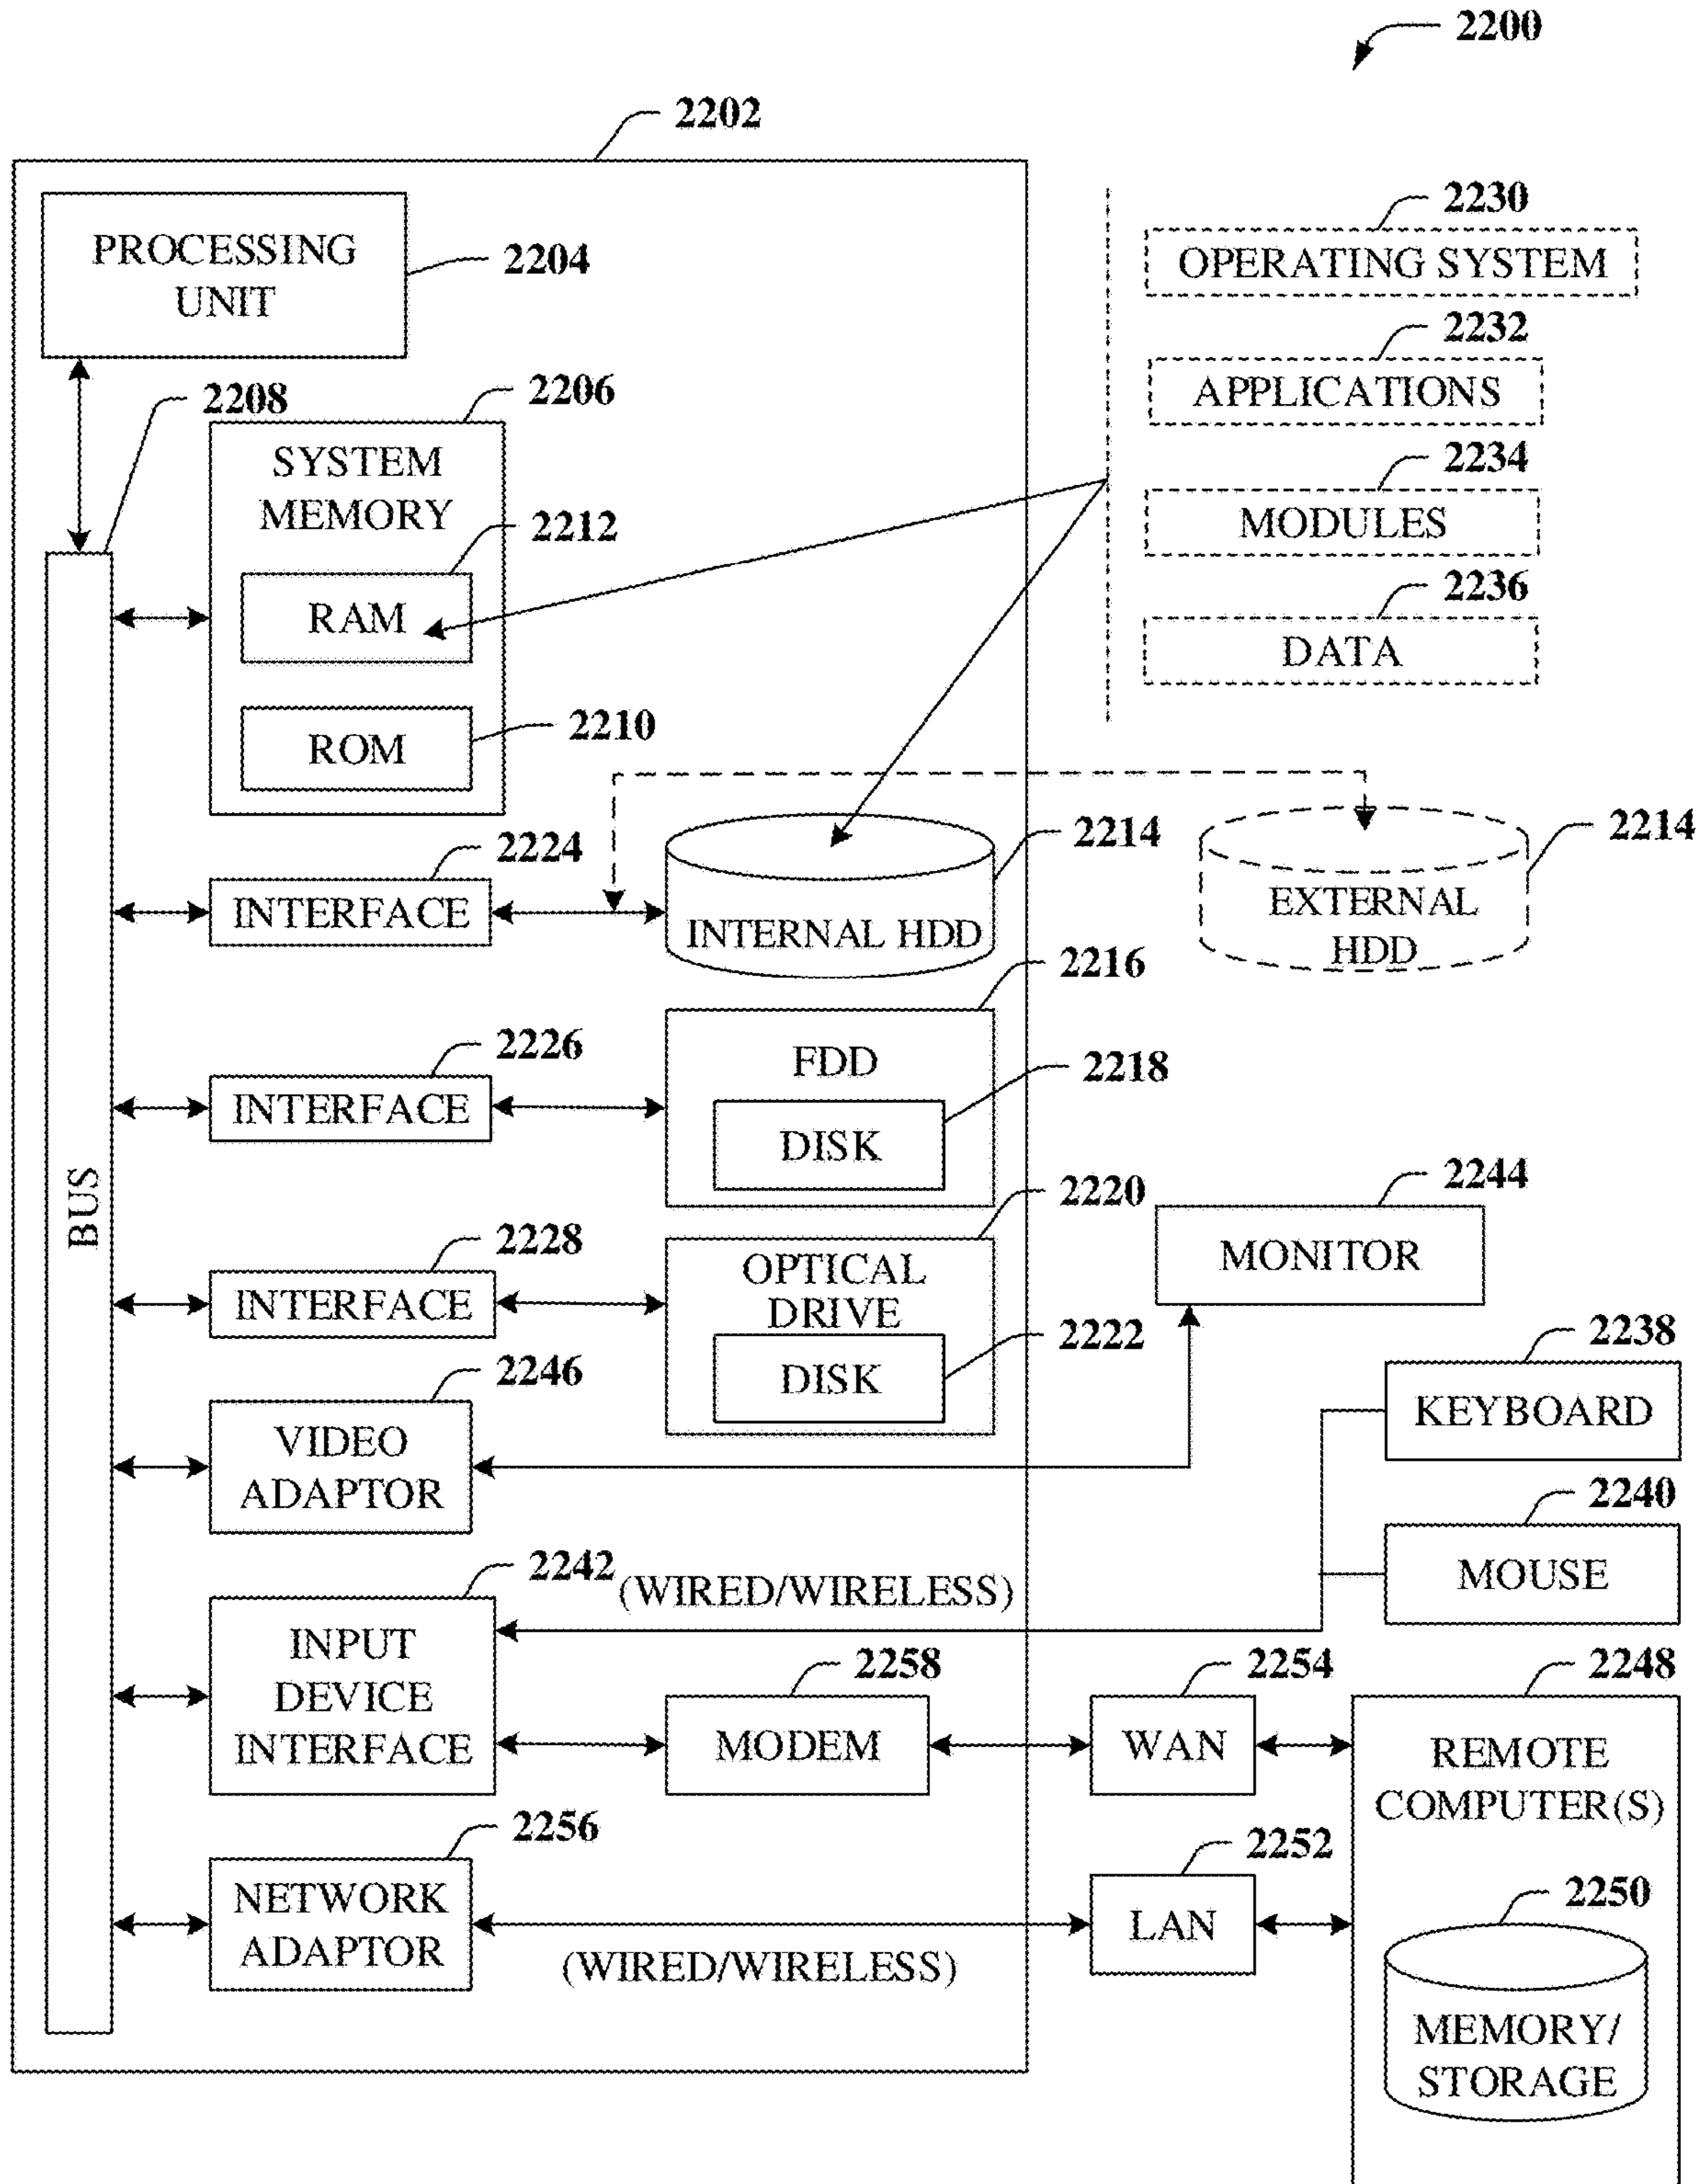 2200
2202
PROCESSING
UNIT
2204
2230
OPERATING SYSTEM
2232
APPLICATIONS
2234
MODULES
2236
DATA
2208
2206
SYSTEM
MEMORY
2212
RAM
2210
ROM
2224
INTERFACE
2214
INTERNAL HDD
2214
EXTERNAL
HDD
2216
2226
INTERFACE
FDD
2218
DISK
BUS
2220
2228
INTERFACE
OPTICAL
DRIVE
2222
DISK
2244
MONITOR
2238
KEYBOARD
2246
VIDEO
ADAPTOR
2240
MOUSE
2242
(WIRED/WIRELESS)
INPUT
DEVICE
INTERFACE
2258
MODEM
2254
WAN
2248
REMOTE
COMPUTER(S)
2256
NETWORK
ADAPTOR
(WIRED/WIRELESS)
2252
LAN
2250
MEMORY/
STORAGE